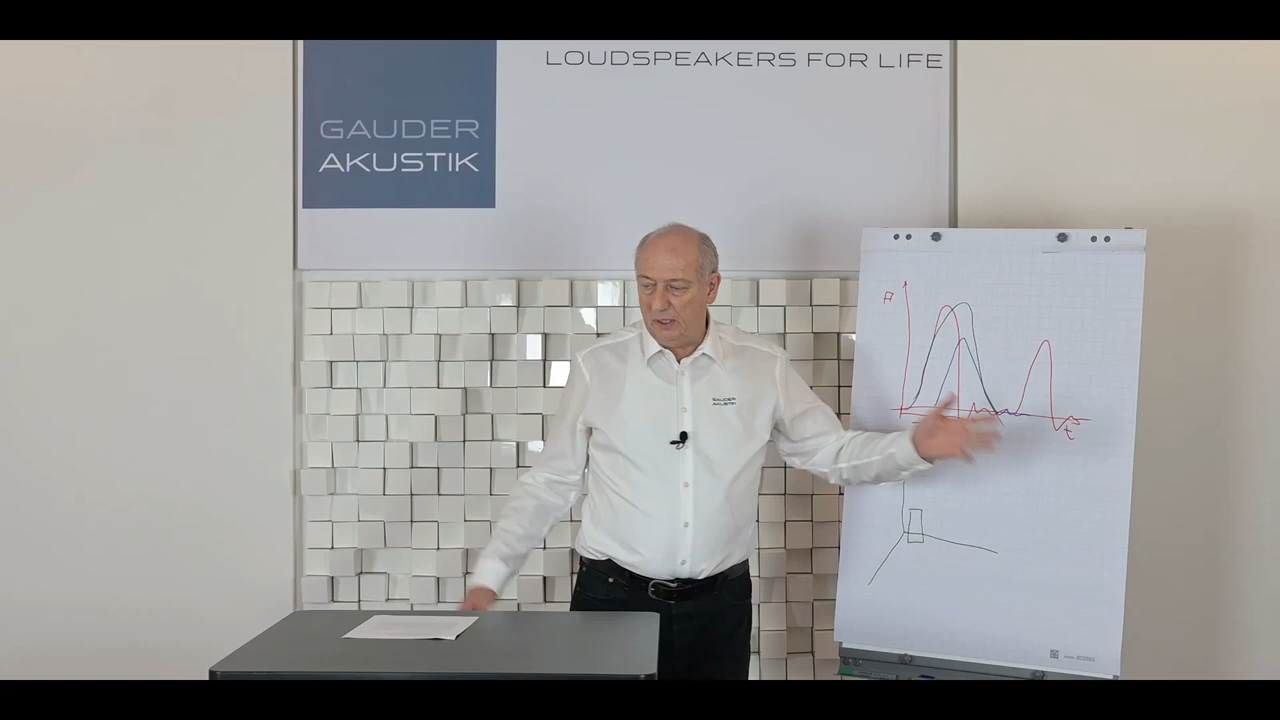 LOUDSPEAKERS FOR LIFE
GAUDER
AKUSTIK
GAUDER
AKUSTIK
A
t